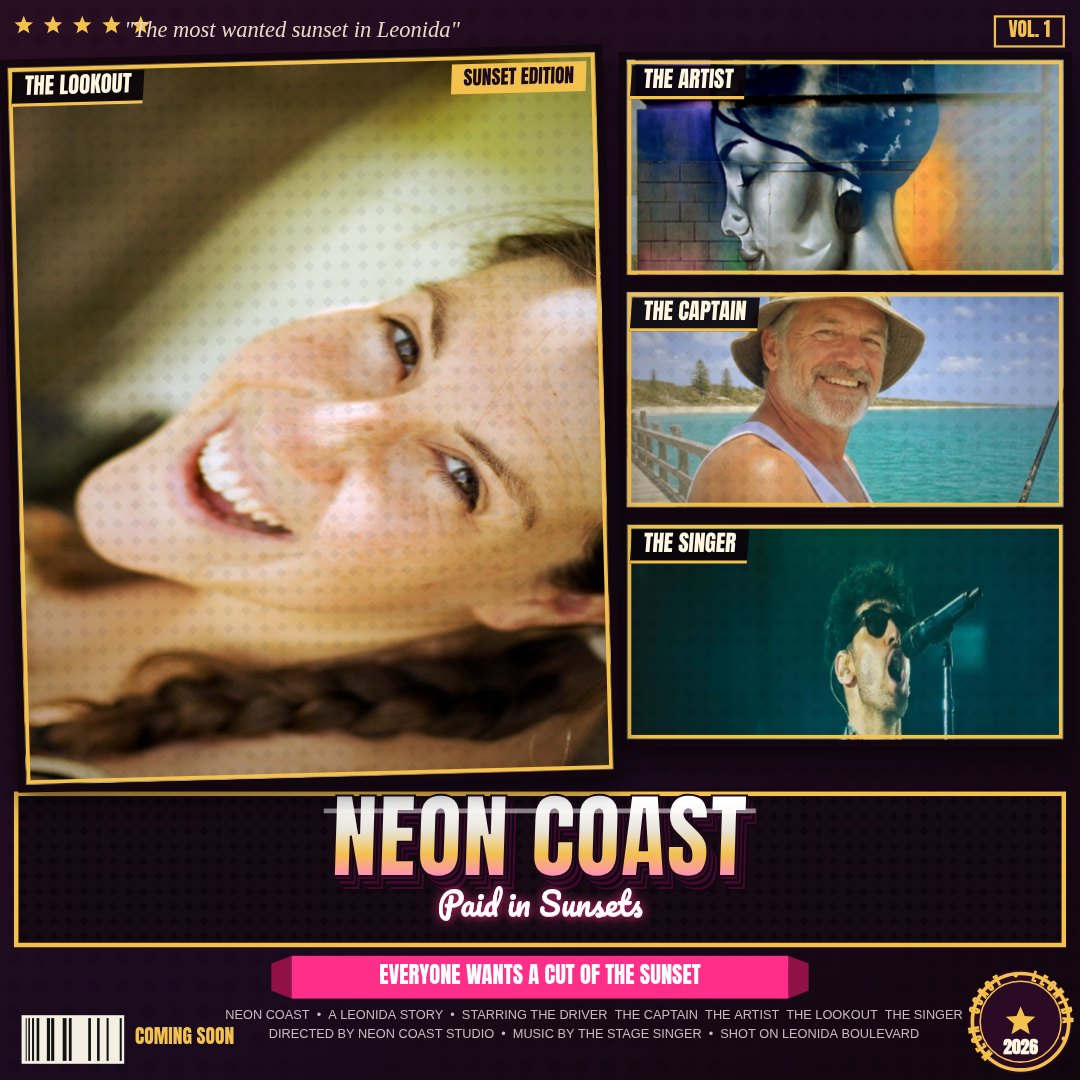 "The most wanted sunset in Leonida"
VOL. 1
THE LOOKOUT
SUNSET EDITION
THE ARTIST
THE CAPTAIN
THE SINGER
NEON COAST
Paid in Sunsets
EVERYONE WANTS A CUT OF THE SUNSET
NEON COAST • A LEONIDA STORY • STARRING THE DRIVER THE CAPTAIN THE ARTIST THE LOOKOUT THE SINGER
DIRECTED BY NEON COAST STUDIO • MUSIC BY THE STAGE SINGER • SHOT ON LEONIDA BOULEVARD
COMING SOON
2026